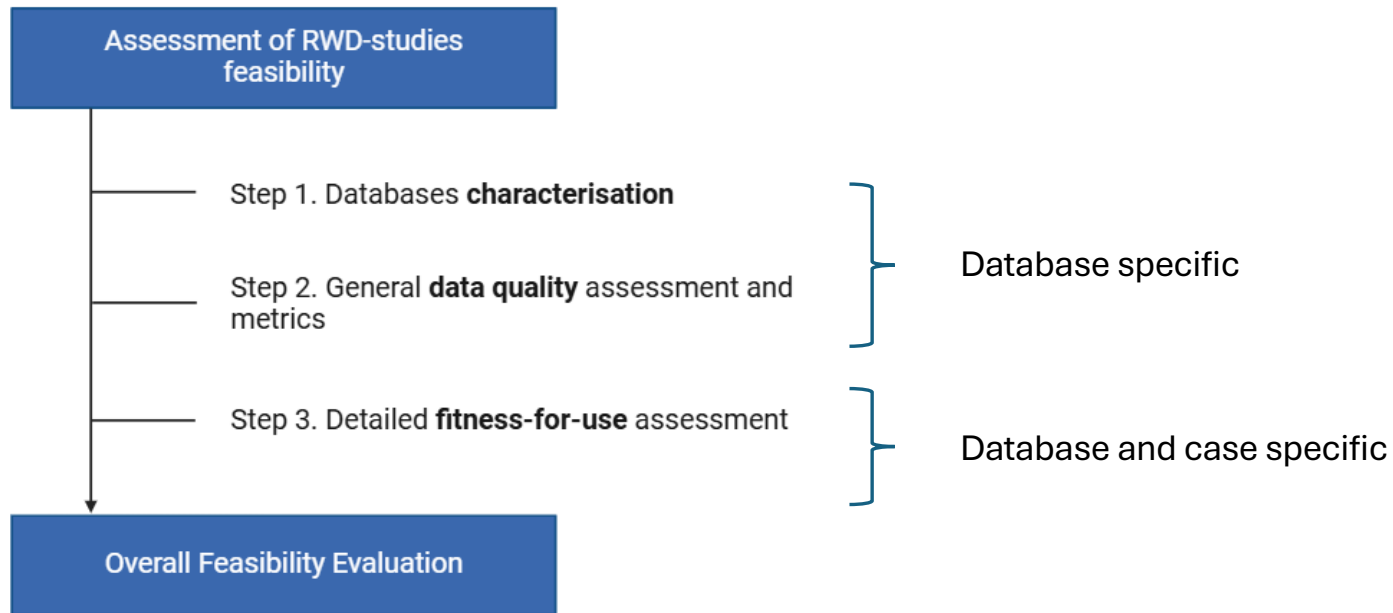 Assessment of RWD-studies
feasibility
Step 1. Databases characterisation
Step 2. General data quality assessment and
metrics
Database specific
Step 3. Detailed fitness-for-use assessment
Database and case specific
Overall Feasibility Evaluation